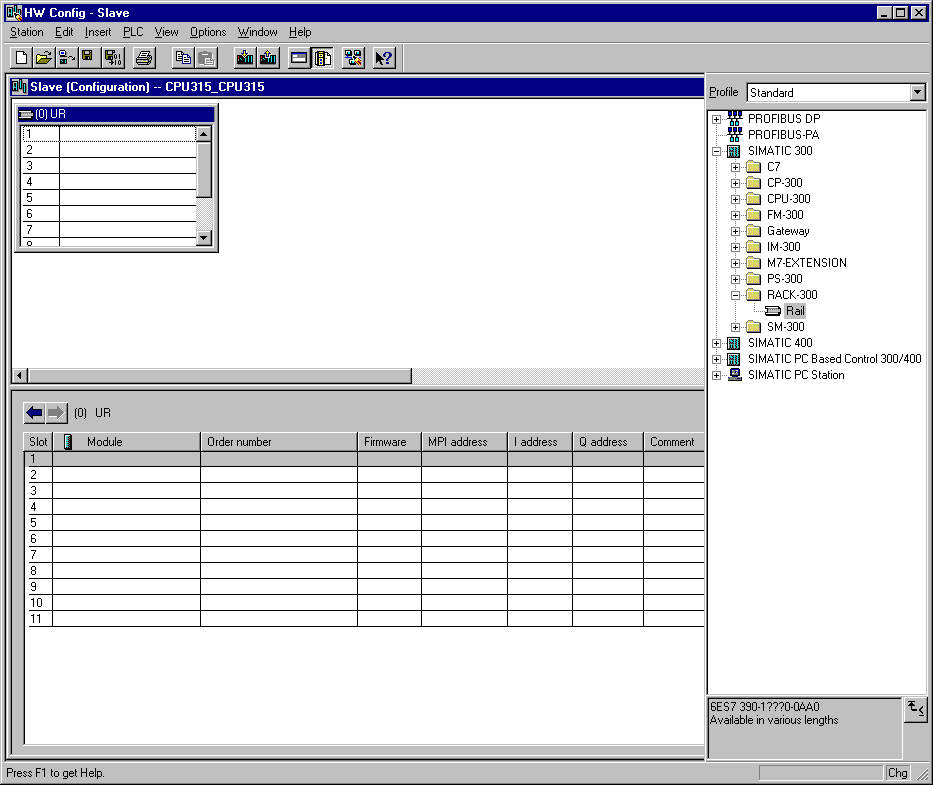 HW Config - Slave
Station Edit Insert PLC View Options Window Help
Slave (Configuration) -- CPU315_CPU315
(0) UR
1
2
3
4
5
6
7
8
(0) UR
Slot Module Order number Firmware MPI address I address Q address Comment
1
2
3
4
5
6
7
8
9
10
11
Profile Standard
PROFIBUS DP
PROFIBUS-PA
SIMATIC 300
C7
CP-300
CPU-300
FM-300
Gateway
IM-300
M7-EXTENSION
PS-300
RACK-300
Rail
SM-300
SIMATIC 400
SIMATIC PC Based Control 300/400
SIMATIC PC Station
6ES7 390-1???0-0AA0
Available in various lengths
Press F1 to get Help.
Chg